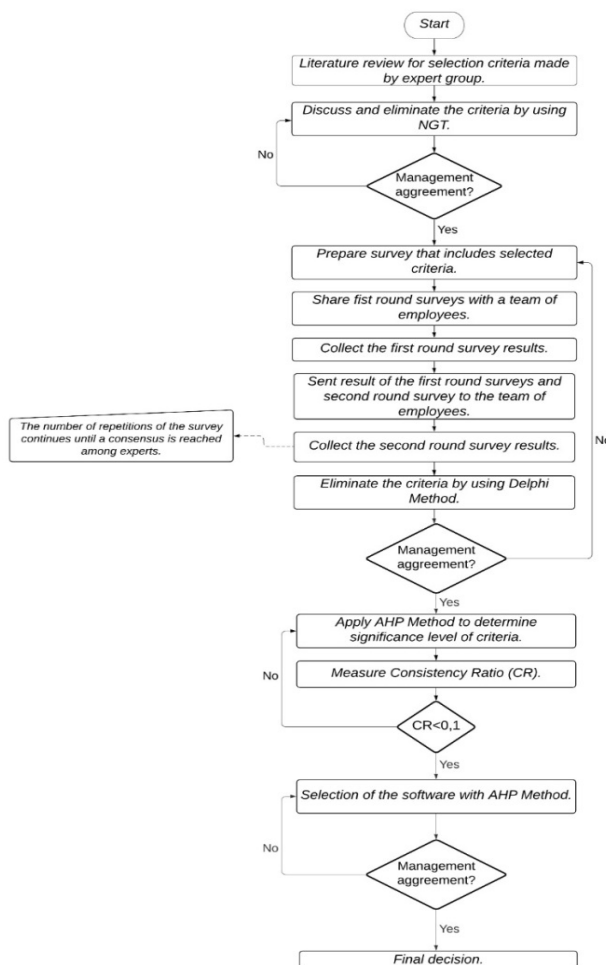 Start
Literature review for selection criteria made
by expert group.
Discuss and eliminate the criteria by using
NGT.
No
Management
aggreement?
Yes
Prepare survey that includes selected
criteria.
Share fist round surveys with a team of
employees.
Collect the first round survey results.
Sent result of the first round surveys and
second round survey to the team of
employees.
The number of repetitions of the survey
continues until a consensus is reached
among experts.
Collect the second round survey results.
No
Eliminate the criteria by using Delphi
Method.
Management
aggreement?
Yes
Apply AHP Method to determine
significance level of criteria.
No
Measure Consistency Ratio (CR).
CR<0,1
Yes
Selection of the software with AHP Method.
No
Management
aggreement?
Yes
Final decision.